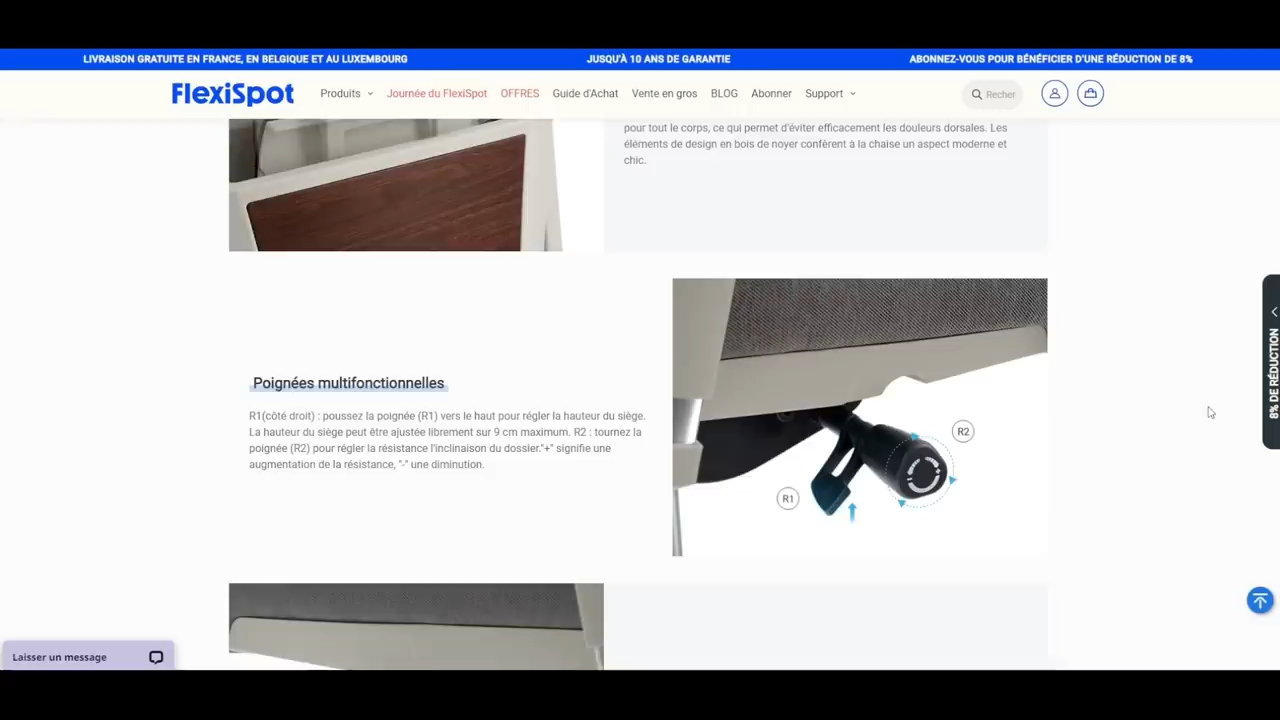 LIVRAISON GRATUITE EN FRANCE, EN BELGIQUE ET AU LUXEMBOURG
JUSQU'À 10 ANS DE GARANTIE
ABONNEZ-VOUS POUR BÉNÉFICIER D'UNE RÉDUCTION DE 8%
FLEXISPOT
Produits
Journée du FlexiSpot
OFFRES
Guide d'Achat
Vente en gros
BLOG
Abonner
Support
Recher
pour tout le corps, ce qui permet d'éviter efficacement les douleurs dorsales. Les
éléments de design en bois de noyer confèrent à la chaise un aspect moderne et
chic.
Poignées multifonctionnelles
R1(côté droit) : poussez la poignée (R1) vers le haut pour régler la hauteur du siège.
La hauteur du siège peut être ajustée librement sur 9 cm maximum. R2 : tournez la
poignée (R2) pour régler la résistance l'inclinaison du dossier."+" signifie une
augmentation de la résistance, "-" une diminution.
R2
R1
8% DE RÉDUCTION
Laisser un message